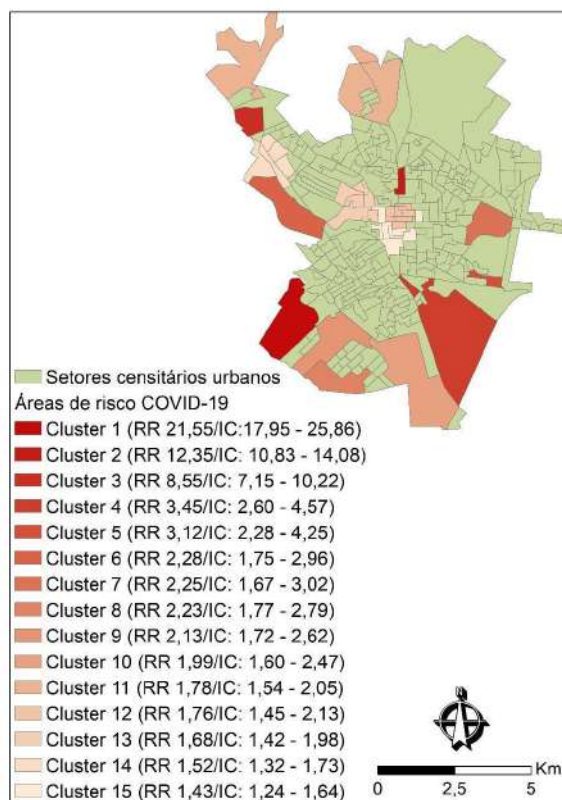 Setores censitários urbanos
Áreas de risco COVID-19
Cluster 1 (RR 21,55/IC:17,95 - 25,86)
Cluster 2 (RR 12,35/IC: 10,83 - 14,08)
Cluster 3 (RR 8,55/IC: 7,15 - 10,22)
Cluster 4 (RR 3,45/IC: 2,60 - 4,57)
Cluster 5 (RR 3,12/IC: 2,28 - 4,25)
Cluster 6 (RR 2,28/IC: 1,75 - 2,96)
Cluster 7 (RR 2,25/IC: 1,67 - 3,02)
Cluster 8 (RR 2,23/IC: 1,77 - 2,79)
Cluster 9 (RR 2,13/IC: 1,72 - 2,62)
Cluster 10 (RR 1,99/IC: 1,60 - 2,47)
Cluster 11 (RR 1,78/IC: 1,54 - 2,05)
Cluster 12 (RR 1,76/IC: 1,45 - 2,13)
Cluster 13 (RR 1,68/IC: 1,42 - 1,98)
Cluster 14 (RR 1,52/IC: 1,32 - 1,73)
Cluster 15 (RR 1,43/IC: 1,24 - 1,64)
Km
0 2,5 5